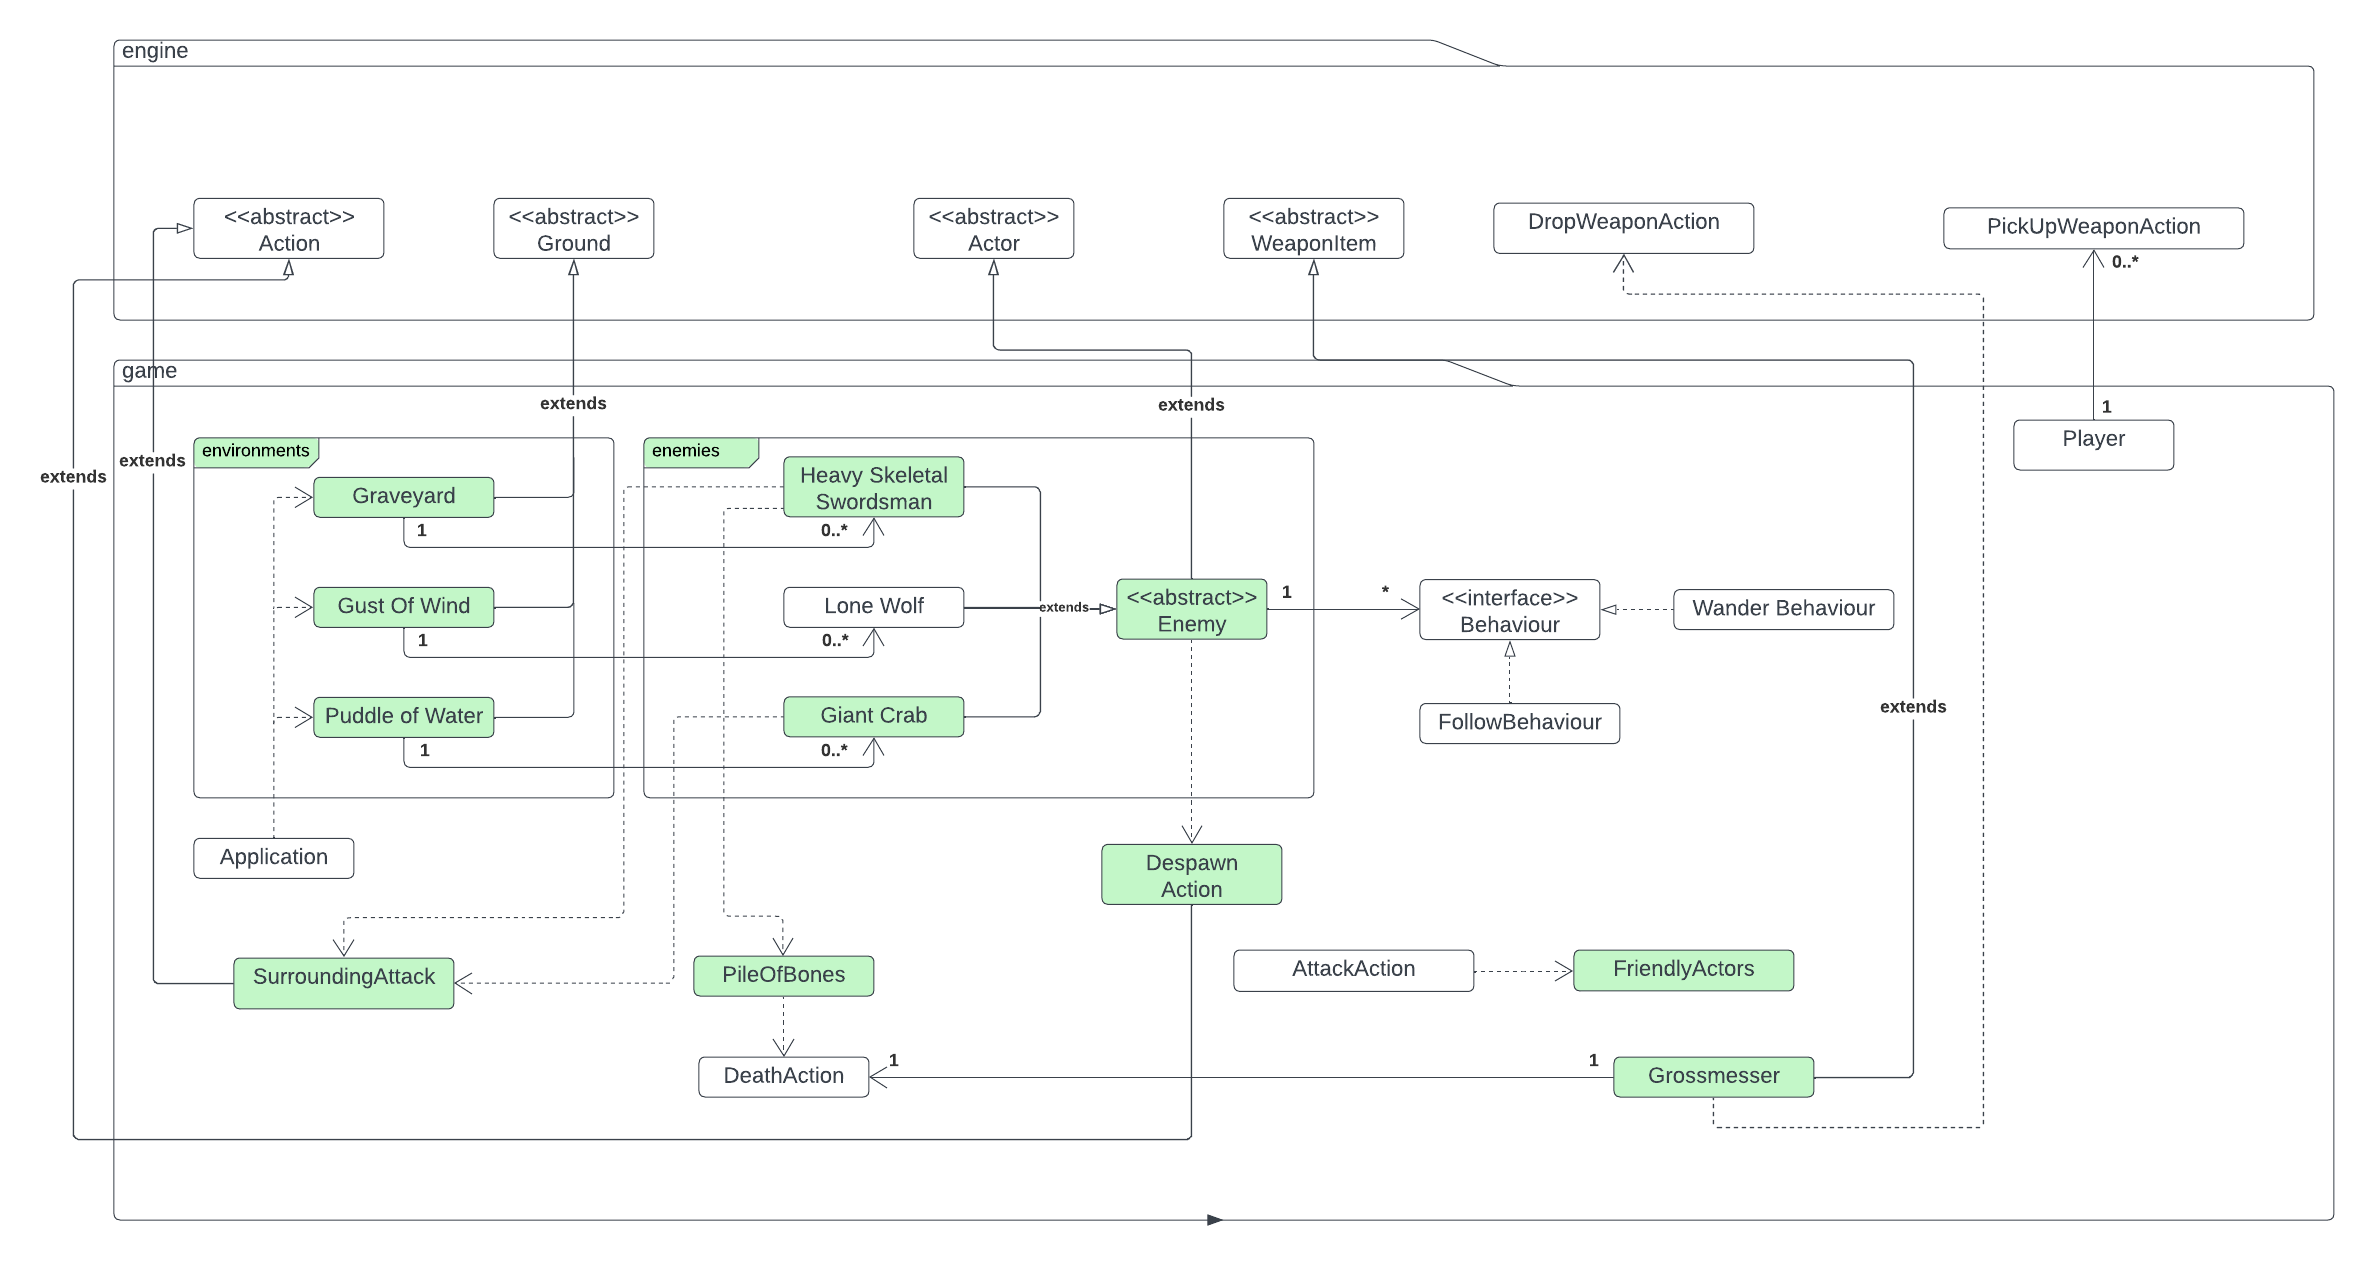 engine
<<abstract>>
Action
<<abstract>>
Ground
<<abstract>>
Actor
<<abstract>>
WeaponItem
DropWeaponAction
PickUpWeaponAction
0..*
game
extends
extends
1
Player
environments
enemies
extends
extends
Graveyard
Heavy Skeletal
Swordsman
1
0..*
Gust Of Wind
Lone Wolf
extends
<<abstract>>
Enemy
1
*
<<interface>>
Behaviour
Wander Behaviour
1
0..*
Puddle of Water
Giant Crab
FollowBehaviour
extends
1
0..*
Application
Despawn
Action
SurroundingAttack
PileOfBones
AttackAction
FriendlyActors
DeathAction
1
1
Grossmesser